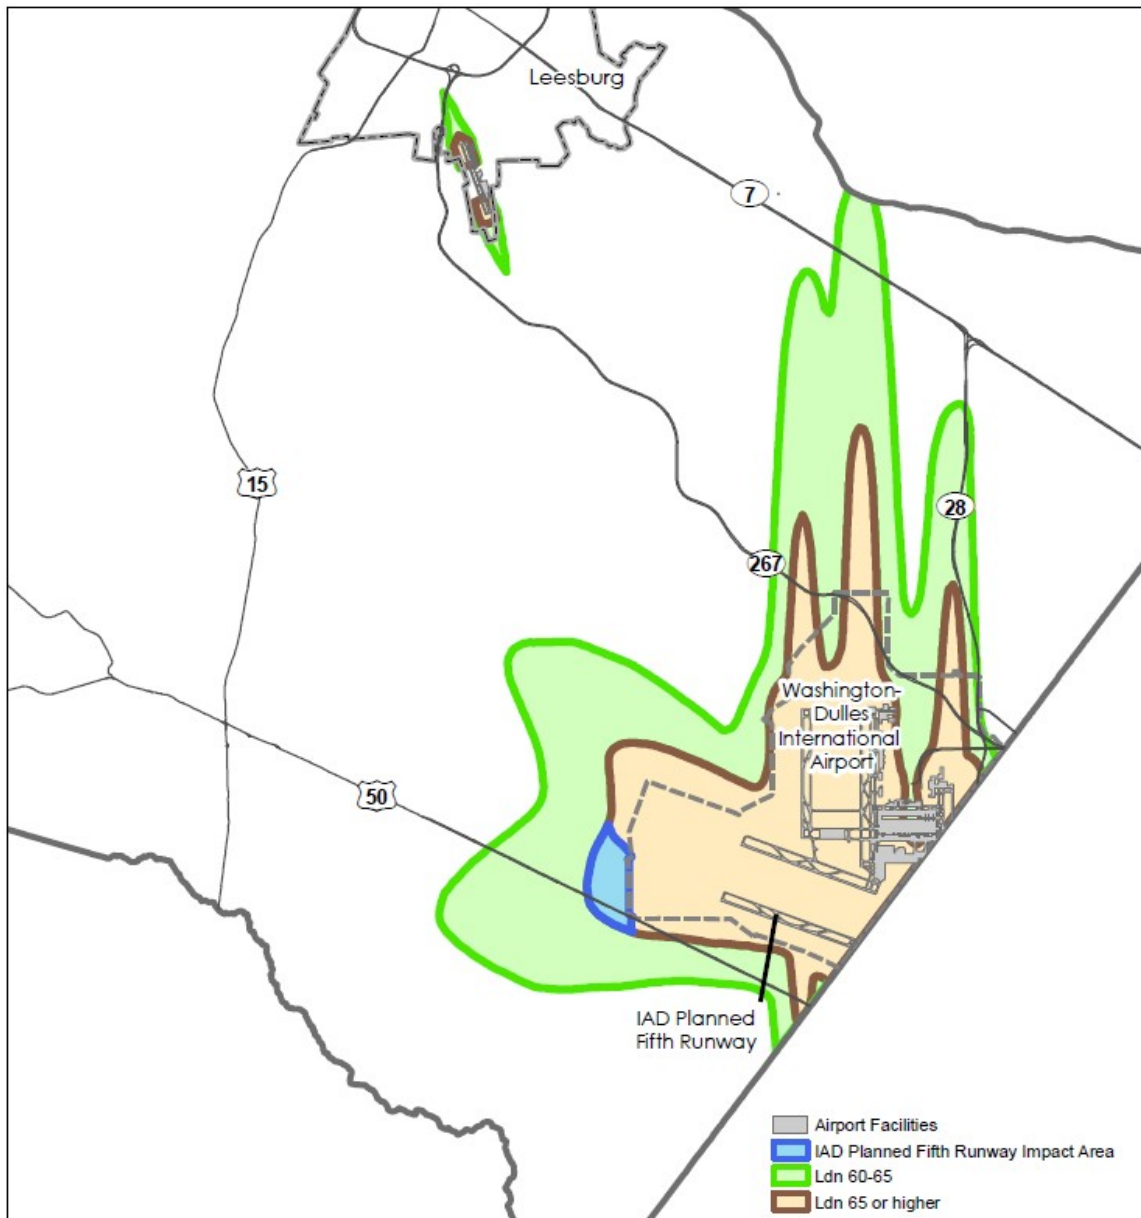 Leesburg
7
15
28
267
Washington-
Dulles
International
Airport
50
IAD Planned
Fifth Runway
Airport Facilities
IAD Planned Fifth Runway Impact Area
Ldn 60-65
Ldn 65 or higher